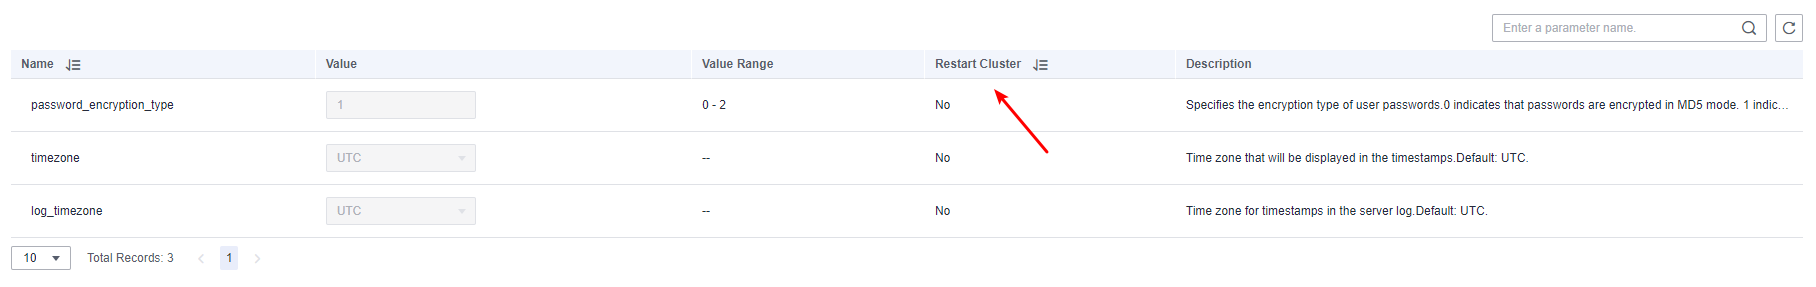 Enter a parameter name.
Name Value Value Range Restart Cluster Description
password_encryption_type 1 0 - 2 No Specifies the encryption type of user passwords.0 indicates that passwords are encrypted in MD5 mode. 1 indic...
timezone UTC -- No Time zone that will be displayed in the timestamps.Default: UTC.
log_timezone UTC -- No Time zone for timestamps in the server log.Default: UTC.
10 Total Records: 3 1